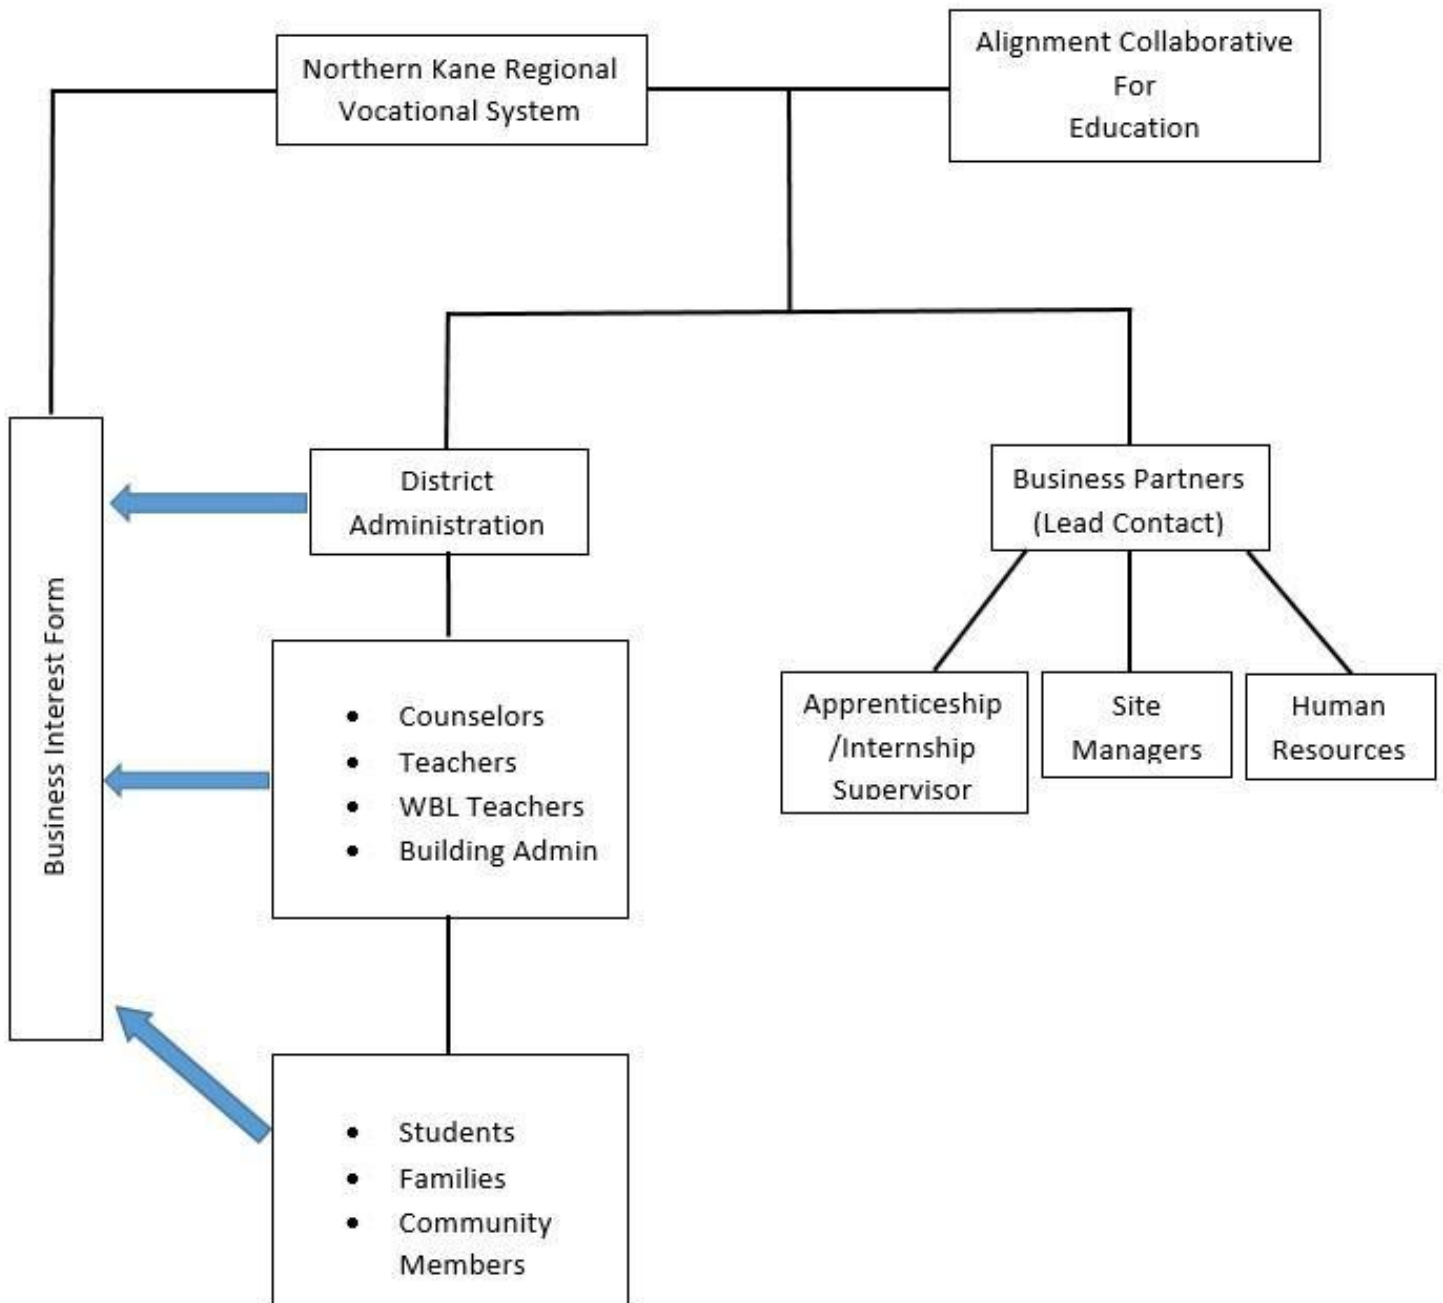 Northern Kane Regional
Vocational System
Alignment Collaborative
For
Education
Business Interest Form
District
Administration
Business Partners
(Lead Contact)
• Counselors
• Teachers
• WBL Teachers
• Building Admin
Apprenticeship
/Internship
Supervisor
Site
Managers
Human
Resources
• Students
• Families
• Community
Members